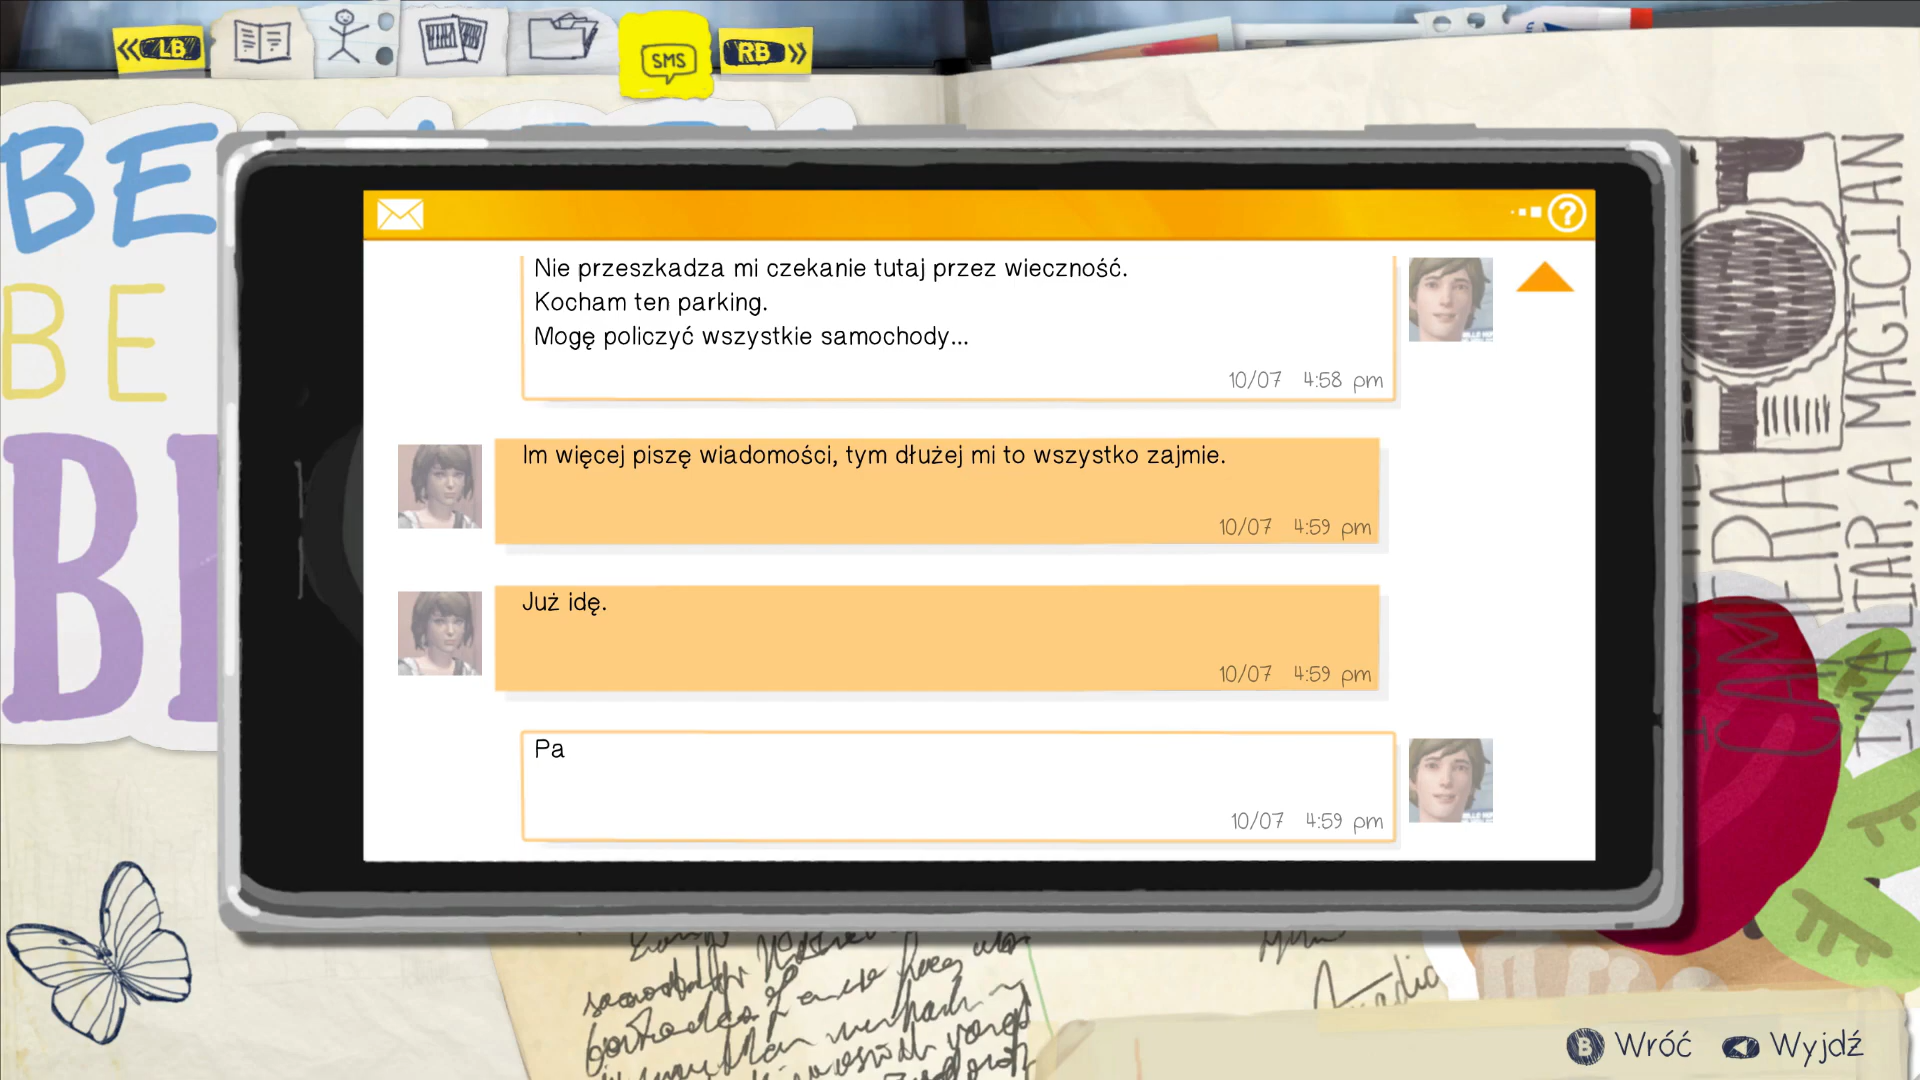 LB
SMS
RB
BE
BE
Nie przeszkadza mi czekanie tutaj przez wieczność.
Kocham ten parking.
Mogę policzyć wszystkie samochody...
10/07 4:58 pm
Im więcej piszę wiadomości, tym dłużej mi to wszystko zajmie.
10/07 4:59 pm
Już idę.
10/07 4:59 pm
Pa
10/07 4:59 pm
CAMERA
I'M A LIAR, A MAGICIAN
B Wróć
Wyjdź